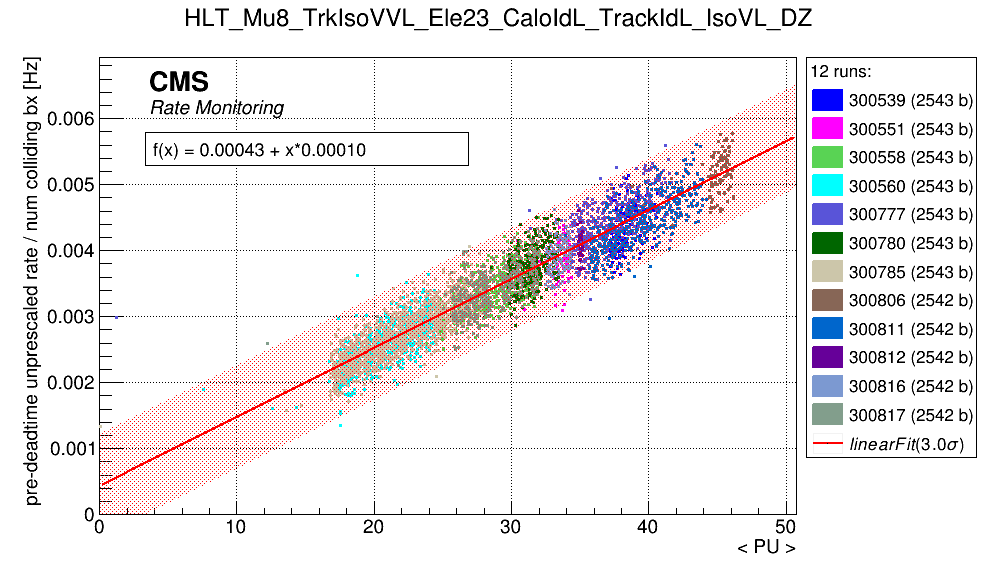 HLT_Mu8_TrkIsoVVL_Ele23_CaloIdL_TrackIdL_IsoVL_DZ
pre-deadtime unprescaled rate / num colliding bx [Hz]
CMS
Rate Monitoring
f(x) = 0.00043 + x*0.00010
0.006
0.005
0.004
0.003
0.002
0.001
0
0 10 20 30 40 50
< PU >
12 runs:
300539 (2543 b)
300551 (2543 b)
300558 (2543 b)
300560 (2543 b)
300777 (2543 b)
300780 (2543 b)
300785 (2543 b)
300806 (2542 b)
300811 (2542 b)
300812 (2542 b)
300816 (2542 b)
300817 (2542 b)
linearFit(3.0σ)